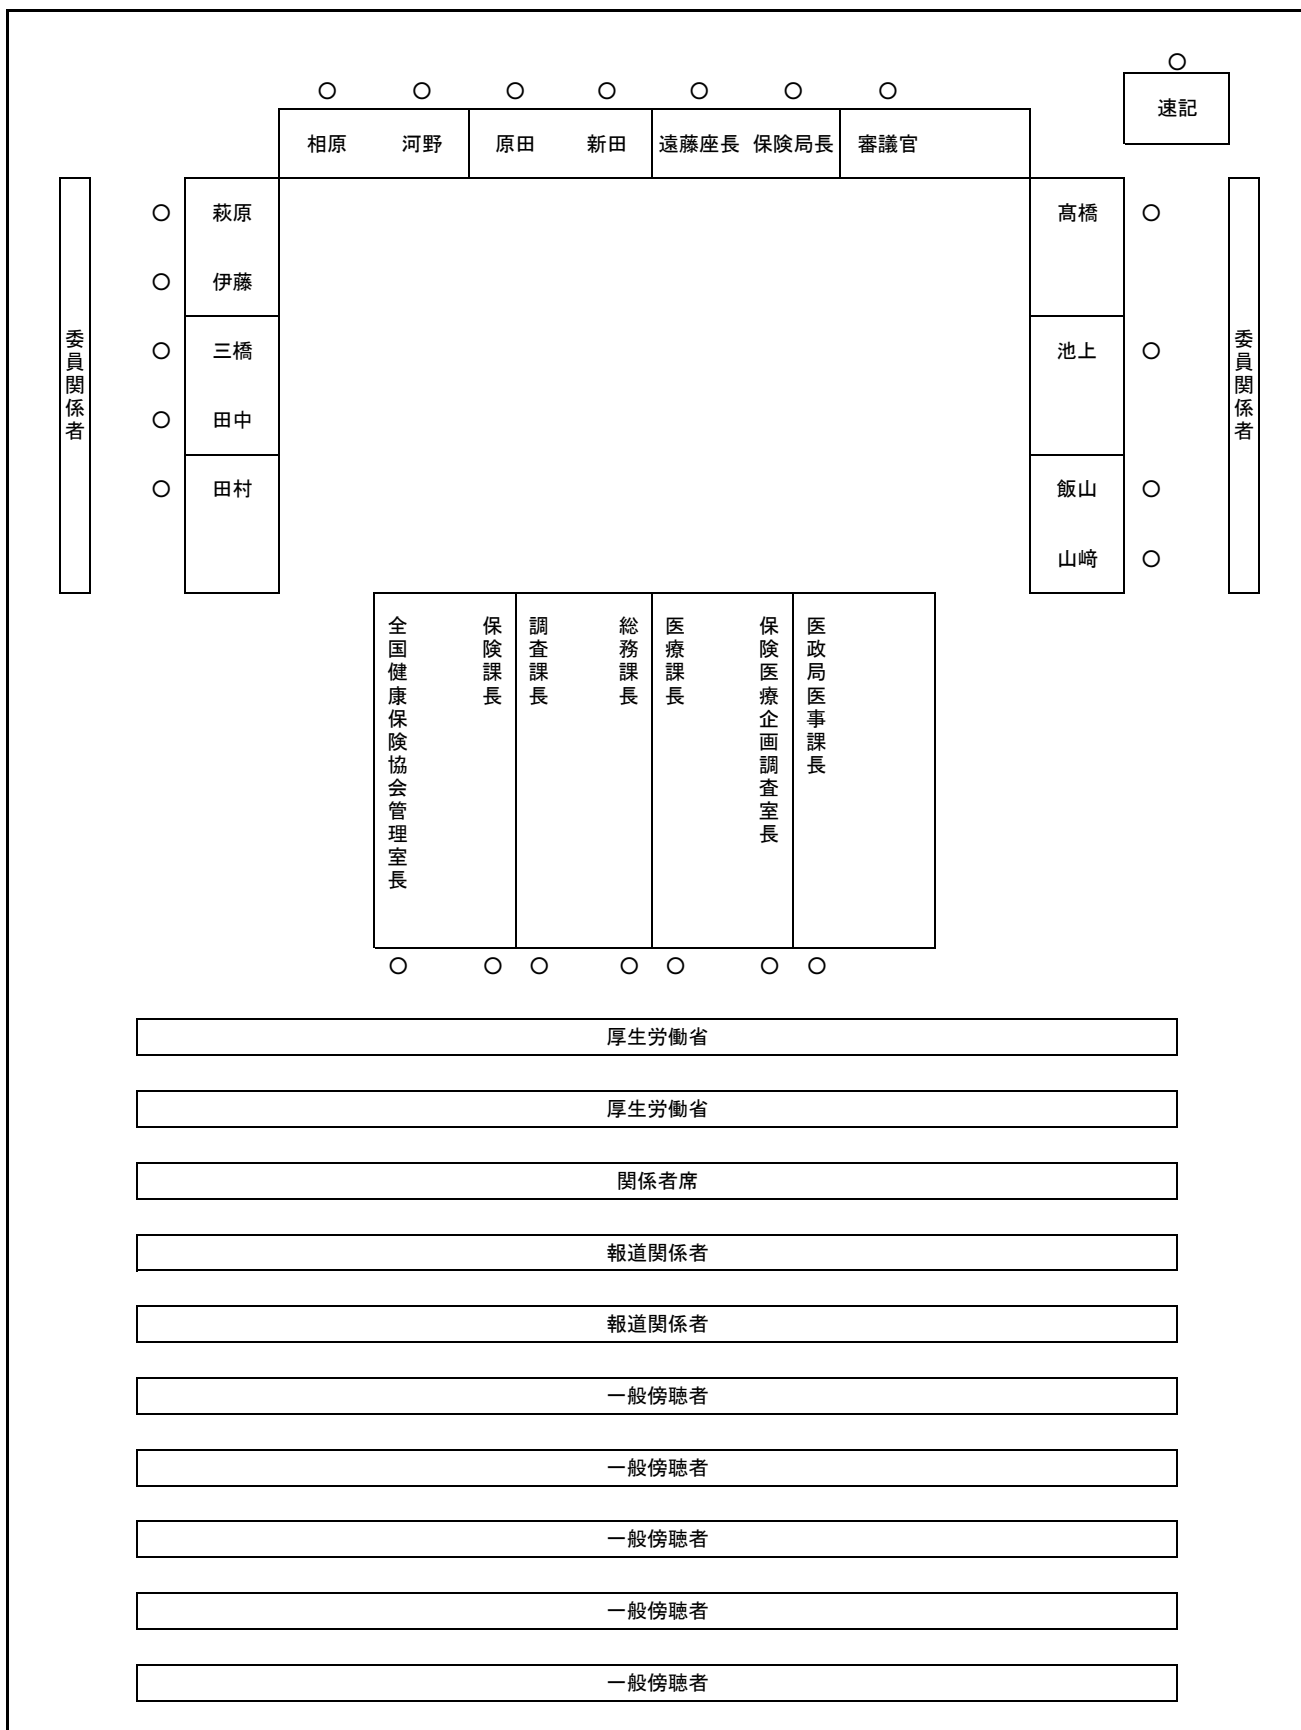 速記
相原 河野 原田 新田 遠藤座長 保険局長 審議官
萩原
伊藤
三橋
田中
田村
髙橋
池上
飯山
山﨑
委員関係者
委員関係者
全国健康保険協会管理室長
保険課長
調査課長
総務課長
医療課長
保険医療企画調査室長
医政局医事課長
厚生労働省
厚生労働省
関係者席
報道関係者
報道関係者
一般傍聴者
一般傍聴者
一般傍聴者
一般傍聴者
一般傍聴者